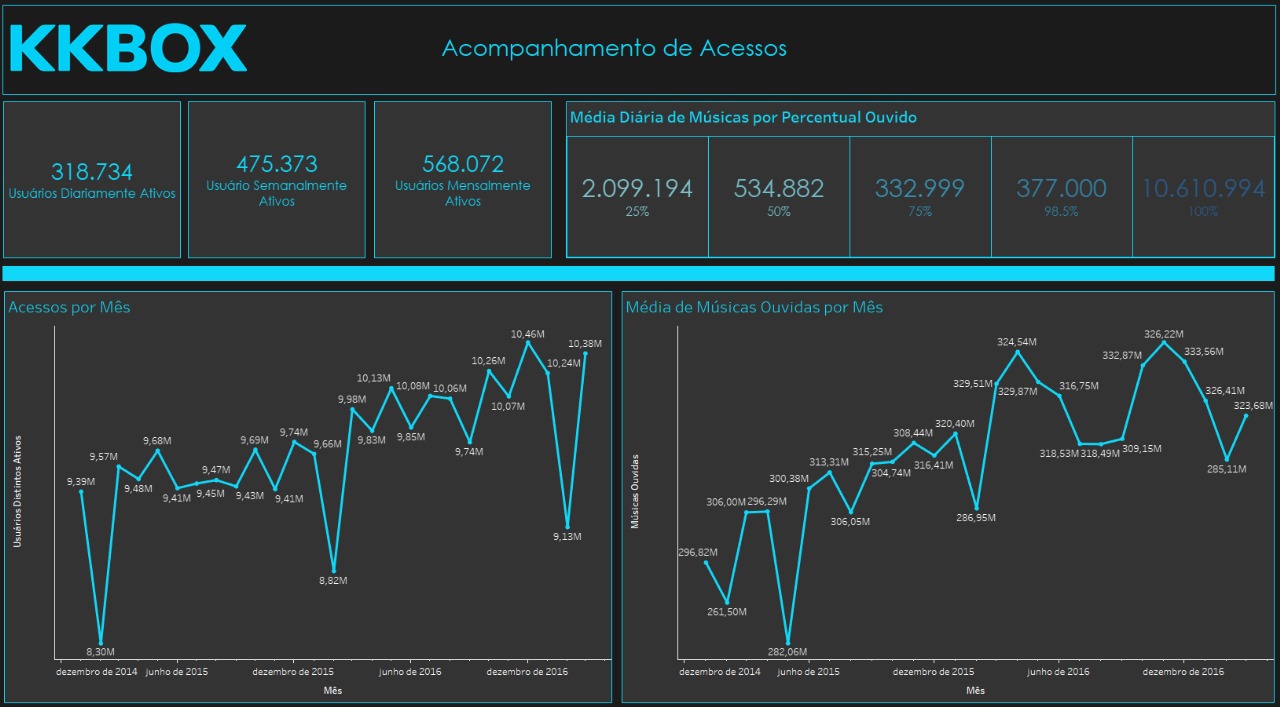 KKBOX
Acompanhamento de Acessos
318.734
Usuários Diariamente Ativos
475.373
Usuário Semanalmente
Ativos
568.072
Usuários Mensalmente
Ativos
Média Diária de Músicas por Percentual Ouvido
2.099.194
25%
534.882
50%
332.999
75%
377.000
98.5%
10.610.994
100%
Acessos por Mês
Usuários Distintos Ativos
9,39M
8,30M
9,57M
9,48M
9,68M
9,41M
9,45M
9,47M
9,43M
9,69M
9,41M
9,74M
9,66M
8,82M
9,98M
9,83M
10,13M
9,85M
10,08M
10,06M
9,74M
10,26M
10,07M
10,46M
10,24M
9,13M
10,38M
dezembro de 2014
junho de 2015
dezembro de 2015
junho de 2016
dezembro de 2016
Mês
Média de Músicas Ouvidas por Mês
Músicas Ouvidas
296,82M
261,50M
306,00M
296,29M
282,06M
300,38M
313,31M
306,05M
315,25M
304,74M
308,44M
316,41M
320,40M
286,95M
329,51M
324,54M
329,87M
316,75M
318,53M
318,49M
309,15M
332,87M
326,22M
333,56M
326,41M
285,11M
323,68M
dezembro de 2014
junho de 2015
dezembro de 2015
junho de 2016
dezembro de 2016
Mês